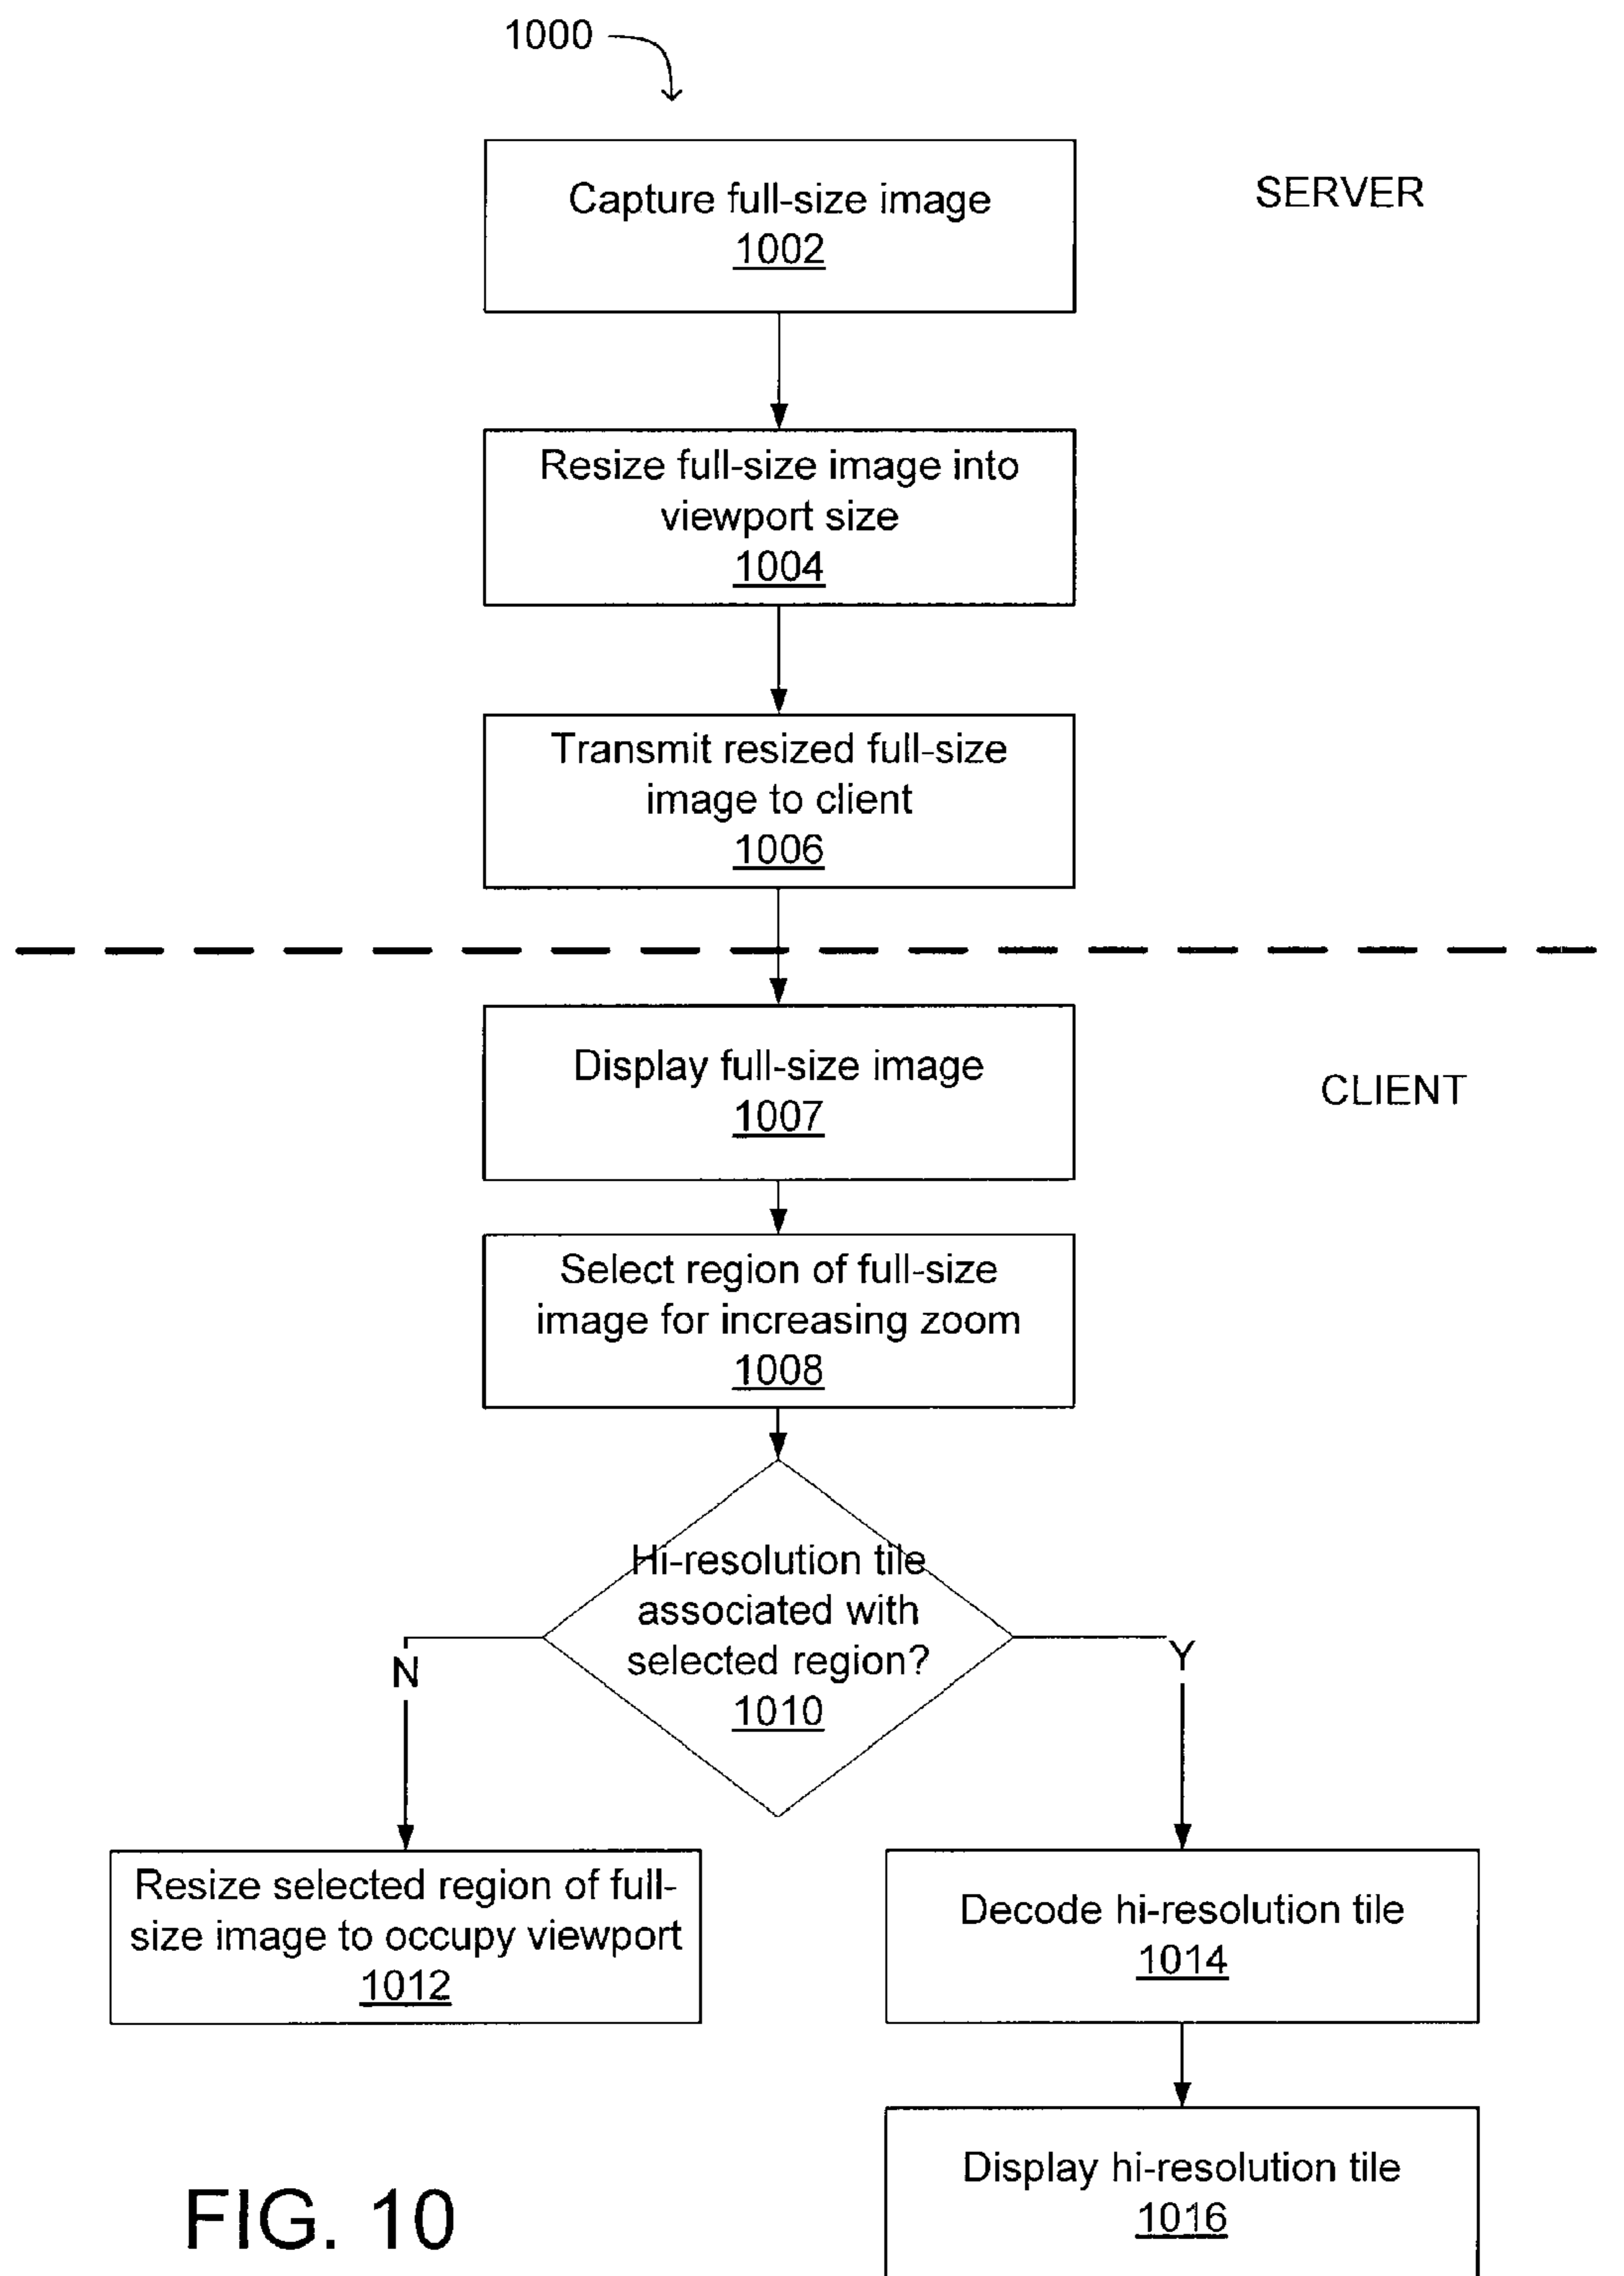 1000
Capture full-size image
1002
SERVER
Resize full-size image into
viewport size
1004
Transmit resized full-size
image to client
1006
Display full-size image
1007
CLIENT
Select region of full-size
image for increasing zoom
1008
Hi-resolution tile
associated with
selected region?
1010
N
Y
Resize selected region of full-
size image to occupy viewport
1012
Decode hi-resolution tile
1014
Display hi-resolution tile
1016
FIG. 10